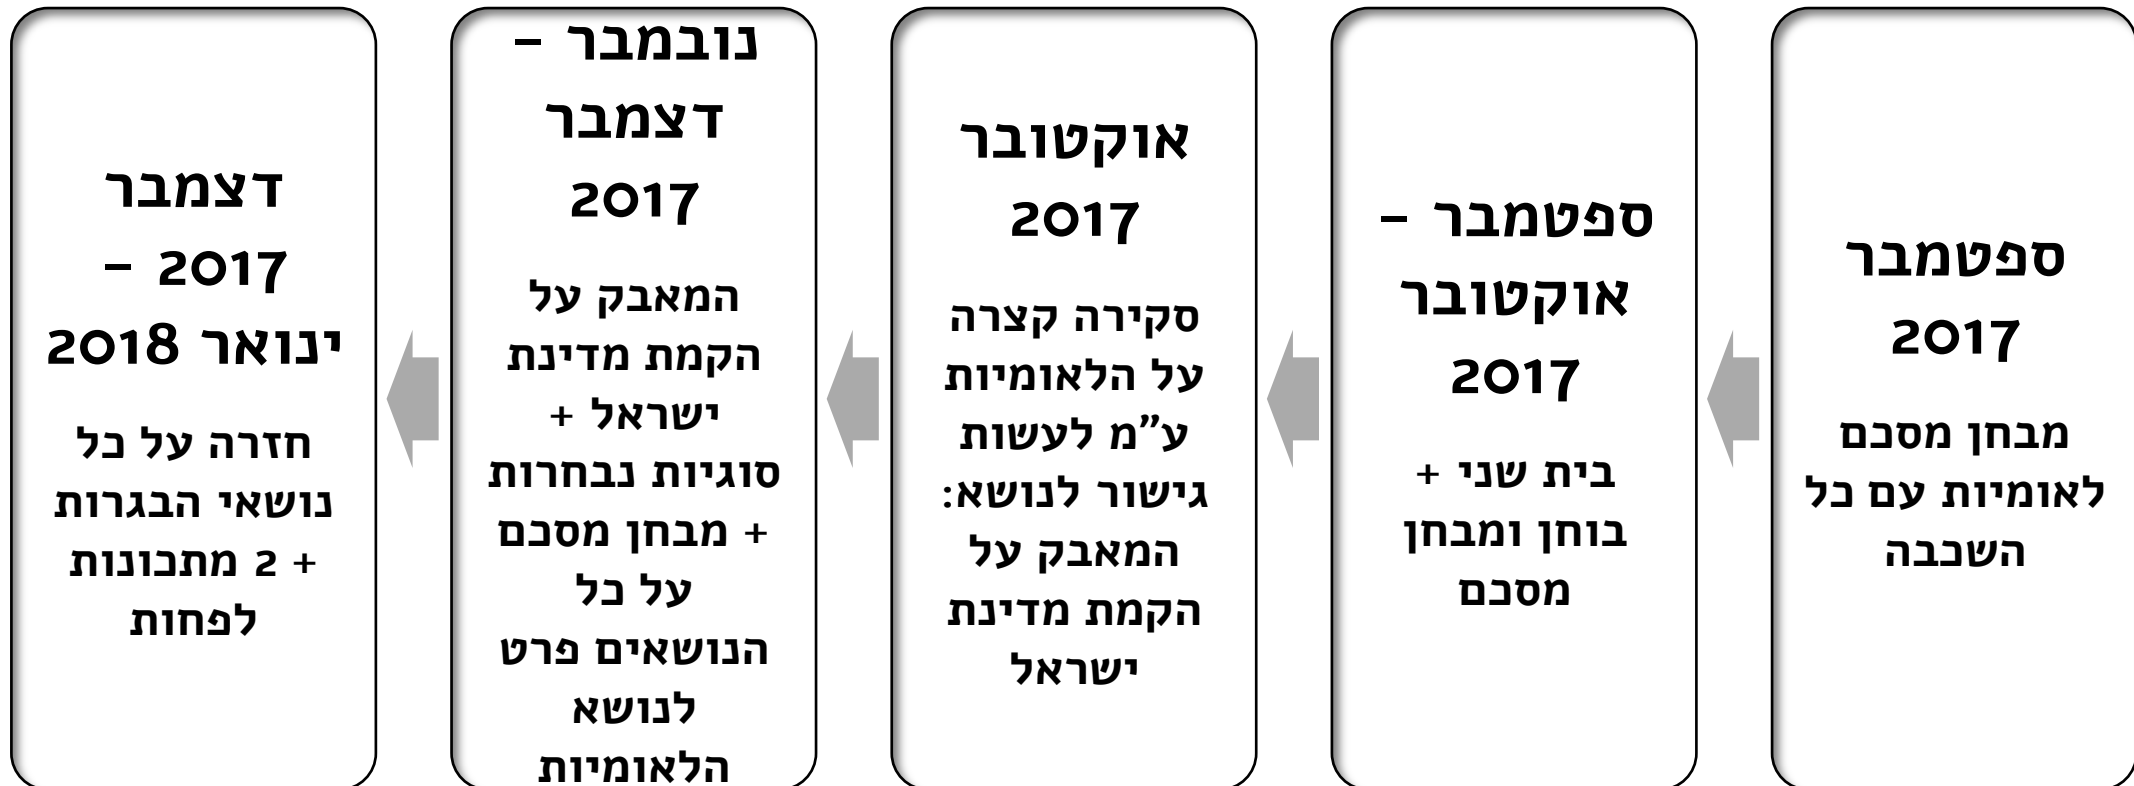 ספטמבר
2017
מבחן מסכם
לאומיות עם כל
השכבה
ספטמבר –
אוקטובר
2017
בית שני +
בוחן ומבחן
מסכם
אוקטובר
2017
סקירה קצרה
על הלאומיות
ע"מ לעשות
גישור לנושא:
המאבק על
הקמת מדינת
ישראל
נובמבר –
דצמבר
2017
המאבק על
הקמת מדינת
ישראל +
סוגיות נבחרות
+ מבחן מסכם
על כל
הנושאים פרט
לנושא
הלאומיות
דצמבר
2017 –
ינואר 2018
חזרה על כל
נושאי הבגרות
+ 2 מתכונות
לפחות